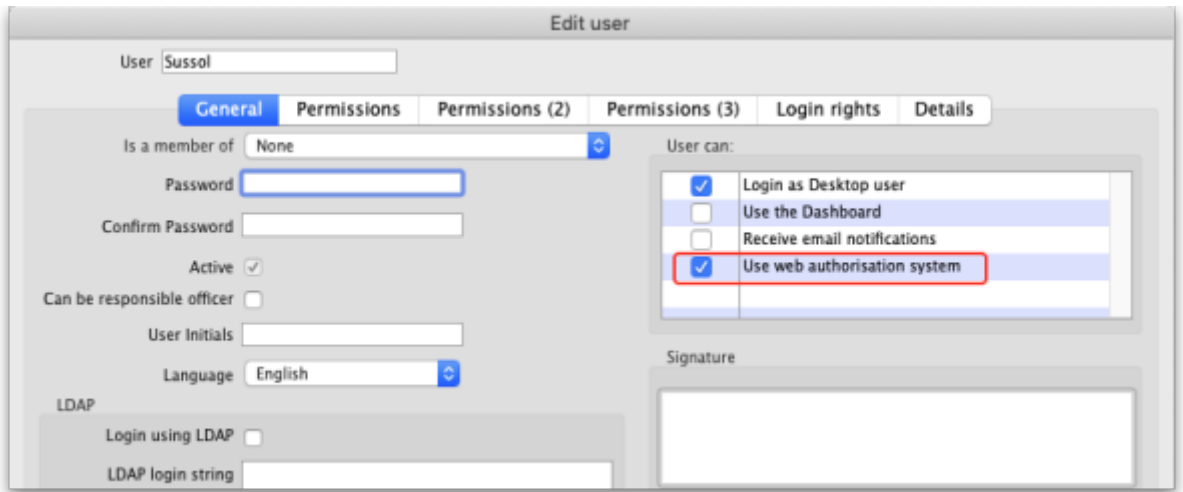 Edit user
User Sussol
General Permissions Permissions (2) Permissions (3) Login rights Details
Is a member of None
Password
Confirm Password
Active
Can be responsible officer
User Initials
Language English
LDAP
Login using LDAP
LDAP login string
User can:
Login as Desktop user
Use the Dashboard
Receive email notifications
Use web authorisation system
Signature